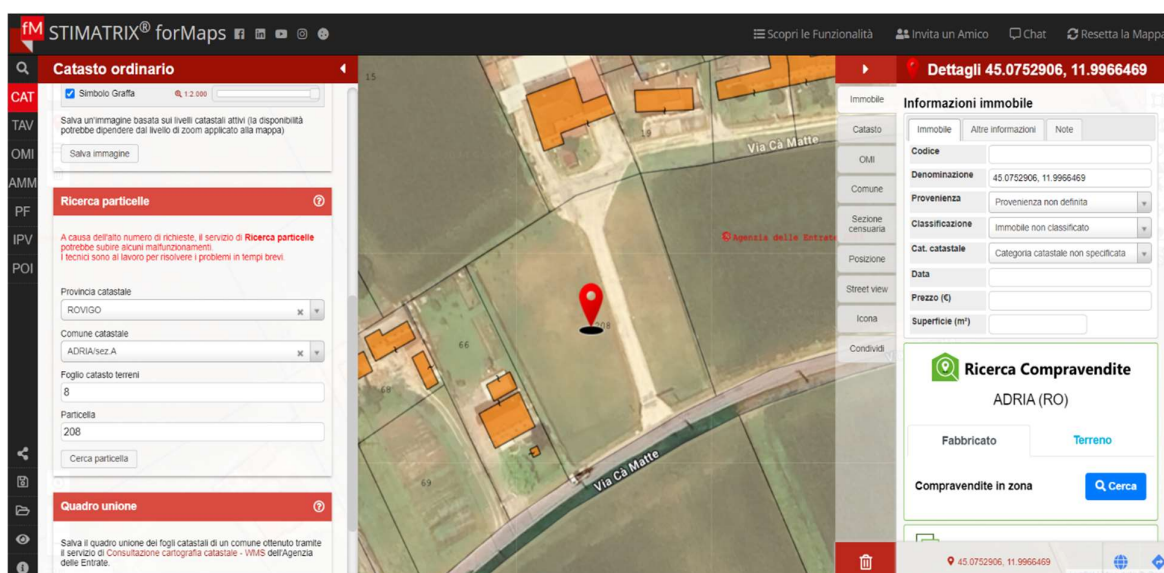 fM STIMATRIX® forMaps
Scopri le Funzionalità
Invita un Amico
Chat
Resetta la Mappa
CAT
TAV
OMI
AMM
PF
IPV
POI
Catasto ordinario
Simbolo Graffa 1:2.000
Salva un'immagine basata sui livelli catastali attivi (la disponibilità
potrebbe dipendere dal livello di zoom applicato alla mappa)
Salva immagine
Ricerca particelle
A causa dell'alto numero di richieste, il servizio di Ricerca particelle
potrebbe subire alcuni malfunzionamenti.
I tecnici sono al lavoro per risolvere i problemi in tempi brevi.
Provincia catastale
ROVIGO
Comune catastale
ADRIA/sez.A
Foglio catasto terreni
8
Particella
208
Cerca particella
Quadro unione
Salva il quadro unione dei fogli catastali di un comune ottenuto tramite
il servizio di Consultazione cartografia catastale - WMS dell'Agenzia
delle Entrate.
15
19
Via Cà Matte
©Agenzia delle Entrate
208
66
68
69
Via Cà Matte
Immobile
Catasto
OMI
Comune
Sezione
censuaria
Posizione
Street view
Icona
Condividi
Dettagli 45.0752906, 11.9966469
Informazioni immobile
Immobile
Altre informazioni
Note
Codice
Denominazione 45.0752906, 11.9966469
Provenienza Provenienza non definita
Classificazione Immobile non classificato
Cat. catastale Categoria catastale non specificata
Data
Prezzo (€)
Superficie (m²)
Ricerca Compravendite
ADRIA (RO)
Fabbricato
Terreno
Compravendite in zona
Cerca
45.0752906, 11.9966469